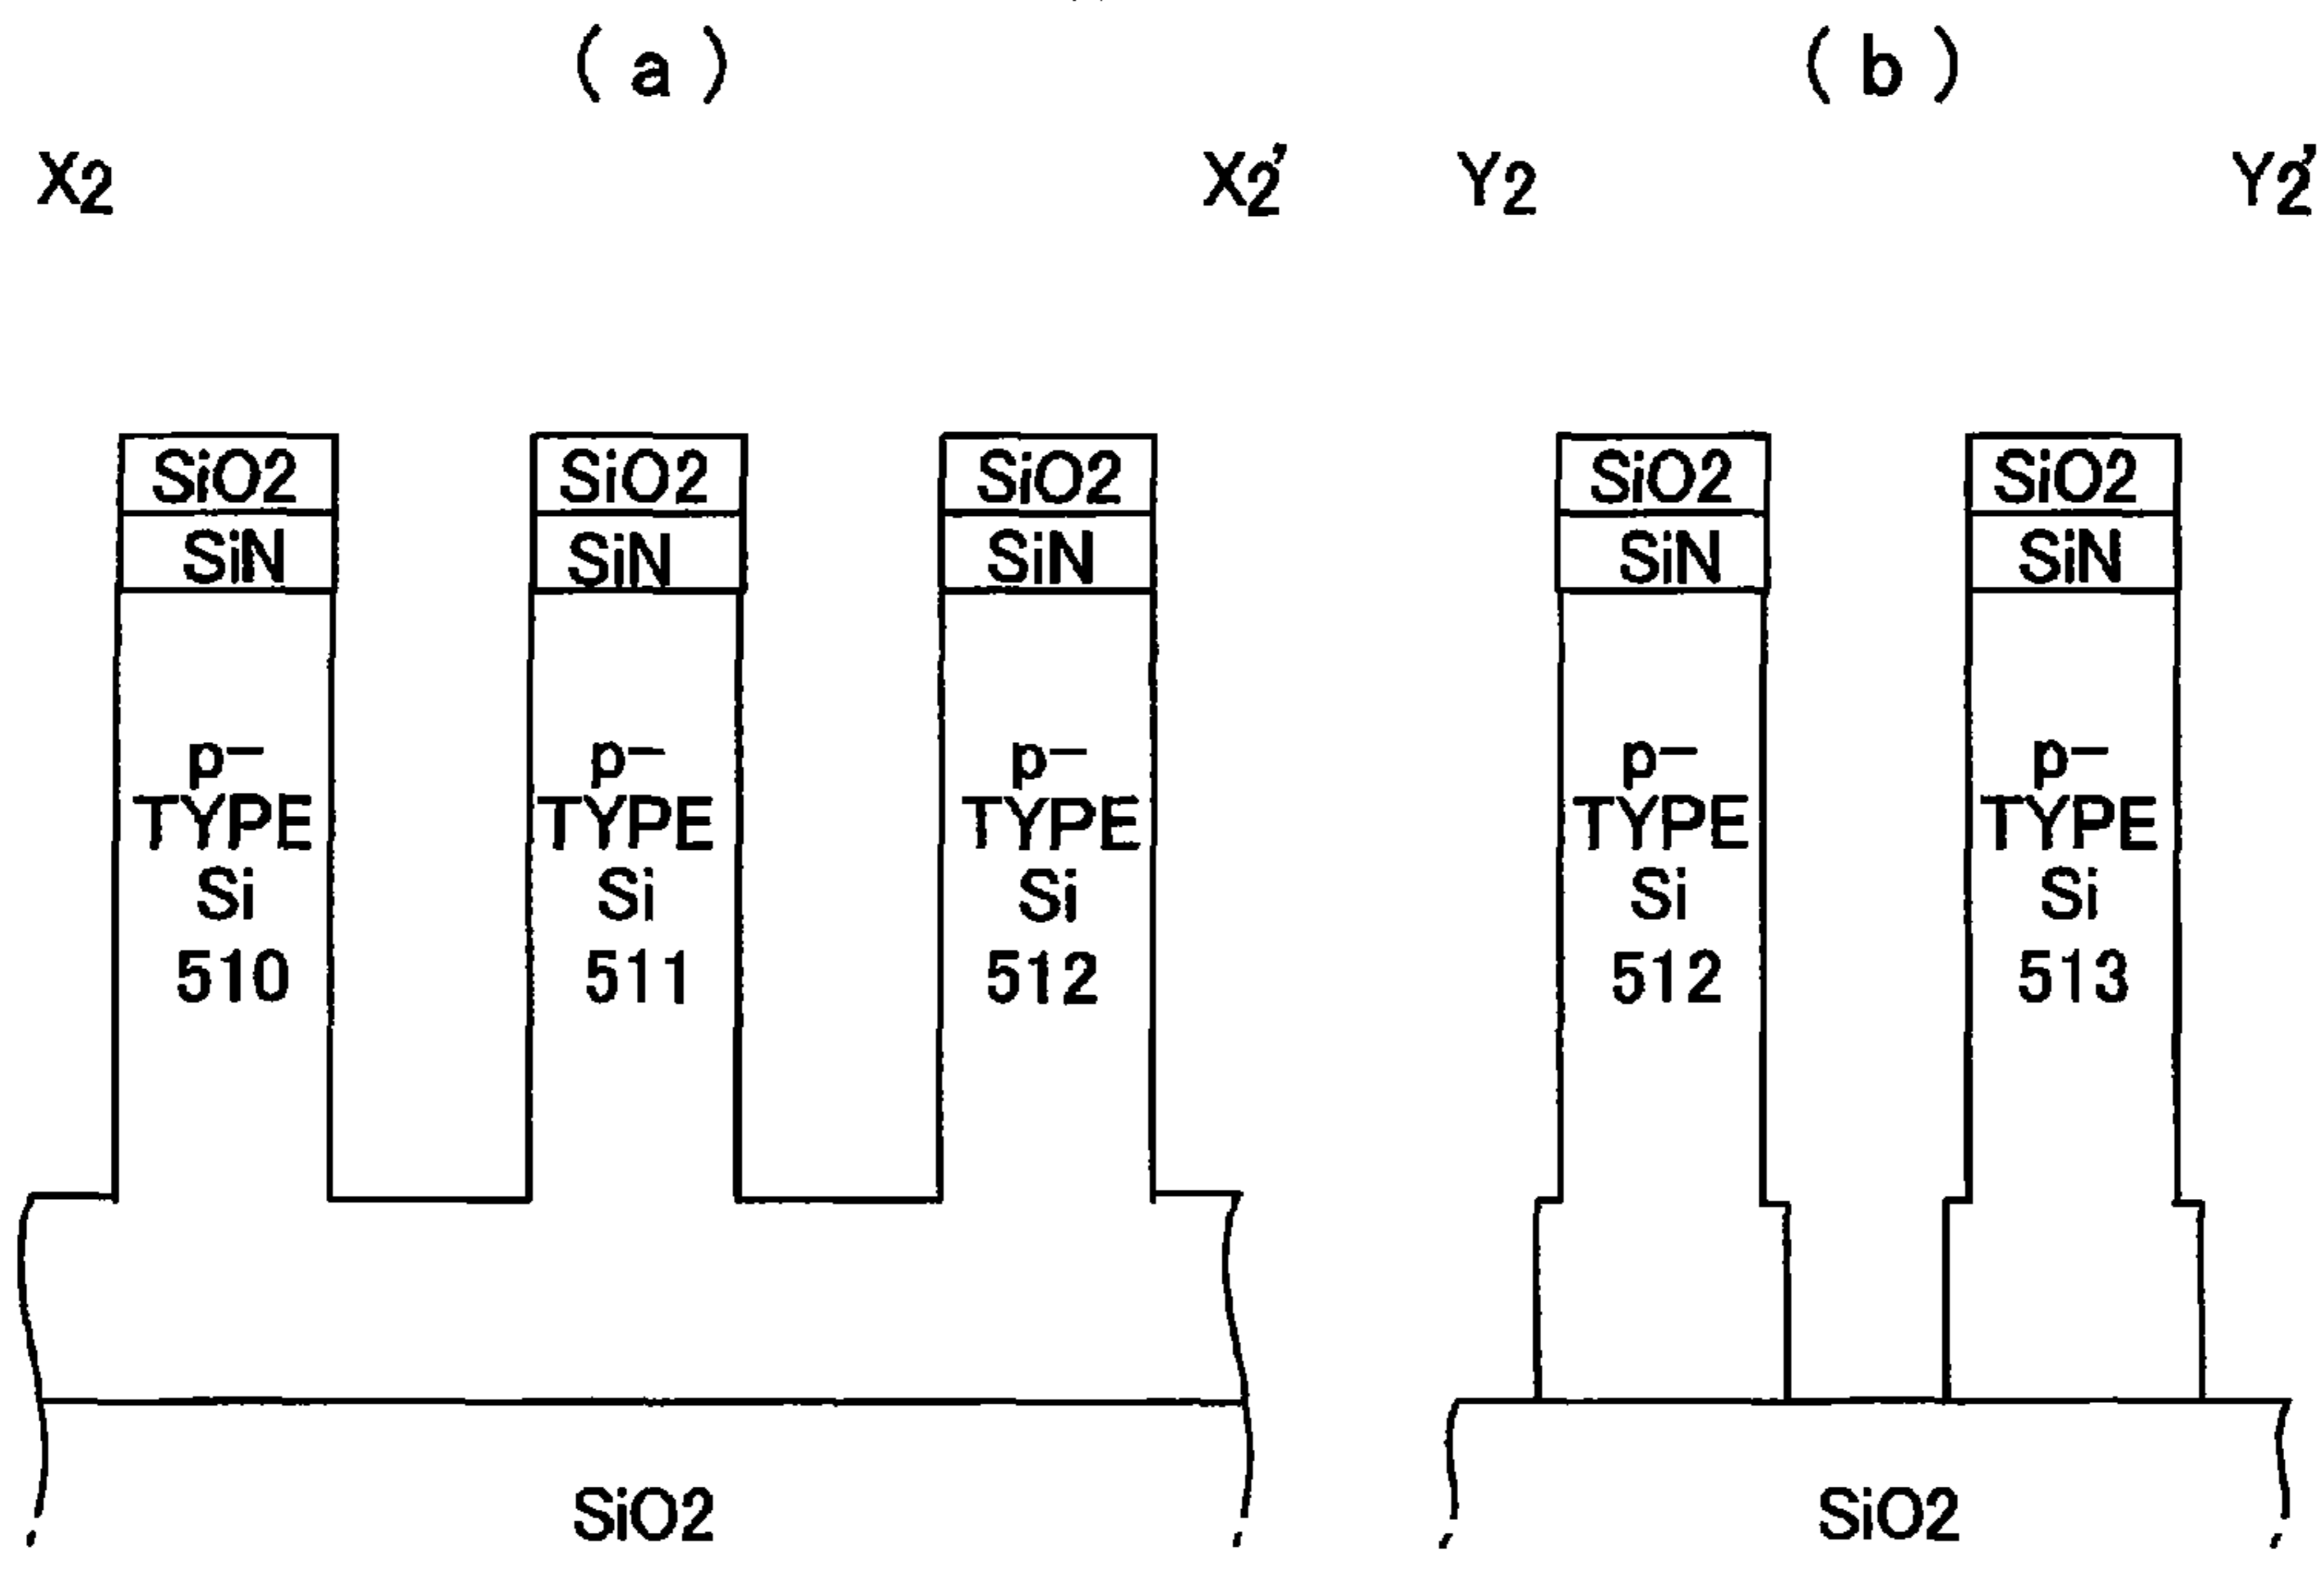 (a)
(b)
X2
X2'
Y2
Y2'
SiO2
SiN
p-
TYPE
Si
510
SiO2
SiN
p-
TYPE
Si
511
SiO2
SiN
p-
TYPE
Si
512
SiO2
SiO2
SiN
p-
TYPE
Si
512
SiO2
SiN
p-
TYPE
Si
513
SiO2